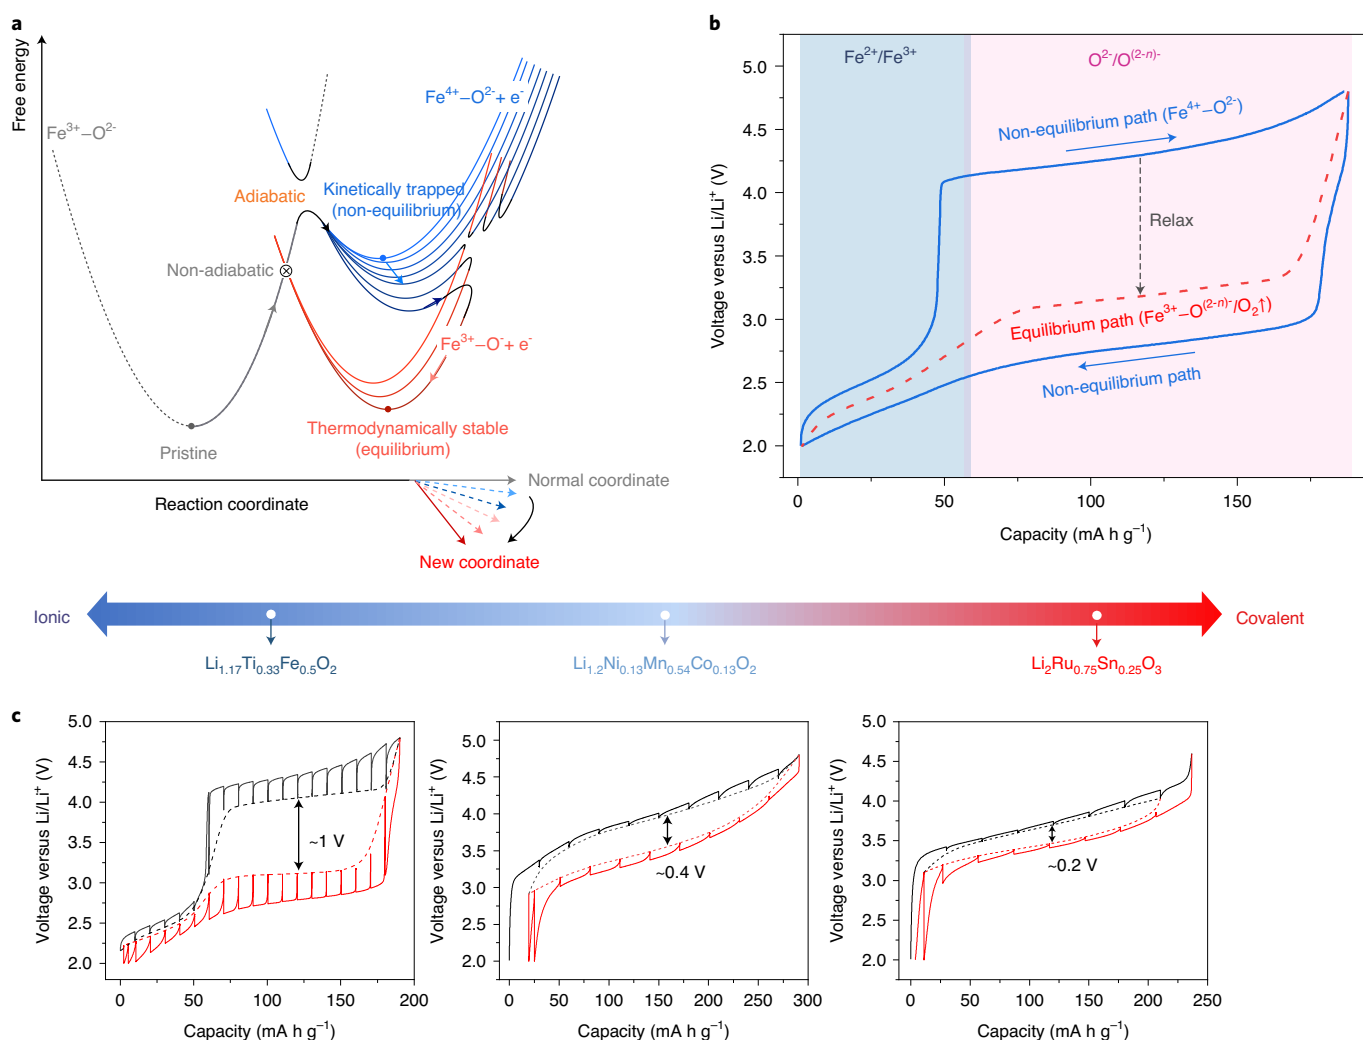 a
Free energy
Fe³⁺–O²⁻
Fe⁴⁺–O²⁻ + e⁻
Adiabatic
Kinetically trapped
(non-equilibrium)
Non-adiabatic
Fe³⁺–O⁻ + e⁻
Thermodynamically stable
(equilibrium)
Pristine
Normal coordinate
Reaction coordinate
New coordinate
b
Fe²⁺/Fe³⁺
O²⁻/O⁽²⁻ⁿ⁾⁻
Non-equilibrium path (Fe⁴⁺–O²⁻)
Relax
Equilibrium path (Fe³⁺–O⁽²⁻ⁿ⁾⁻/O₂↑)
Non-equilibrium path
Voltage versus Li/Li⁺ (V)
5.0
4.5
4.0
3.5
3.0
2.5
2.0
0
50
100
150
Capacity (mA h g⁻¹)
Ionic
Covalent
Li₁.₁₇Ti₀.₃₃Fe₀.₅O₂
Li₁.₂Ni₀.₁₃Mn₀.₅₄Co₀.₁₃O₂
Li₂Ru₀.₇₅Sn₀.₂₅O₃
c
Voltage versus Li/Li⁺ (V)
5.0
4.5
4.0
3.5
3.0
2.5
2.0
~1 V
0
50
100
150
200
Capacity (mA h g⁻¹)
Voltage versus Li/Li⁺ (V)
5.0
4.5
4.0
3.5
3.0
2.5
2.0
~0.4 V
0
50
100
150
200
250
300
Capacity (mA h g⁻¹)
Voltage versus Li/Li⁺ (V)
5.0
4.5
4.0
3.5
3.0
2.5
2.0
~0.2 V
0
50
100
150
200
250
Capacity (mA h g⁻¹)